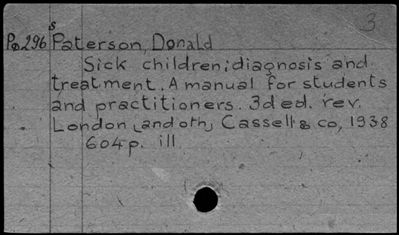 3
s
Pø296 Paterson, Donald
Sick children; diagnosis and
treatment. A manual for students
and practitioners. 3d ed. rev.
London [and oth] Cassell & co, 1938
604 p. ill